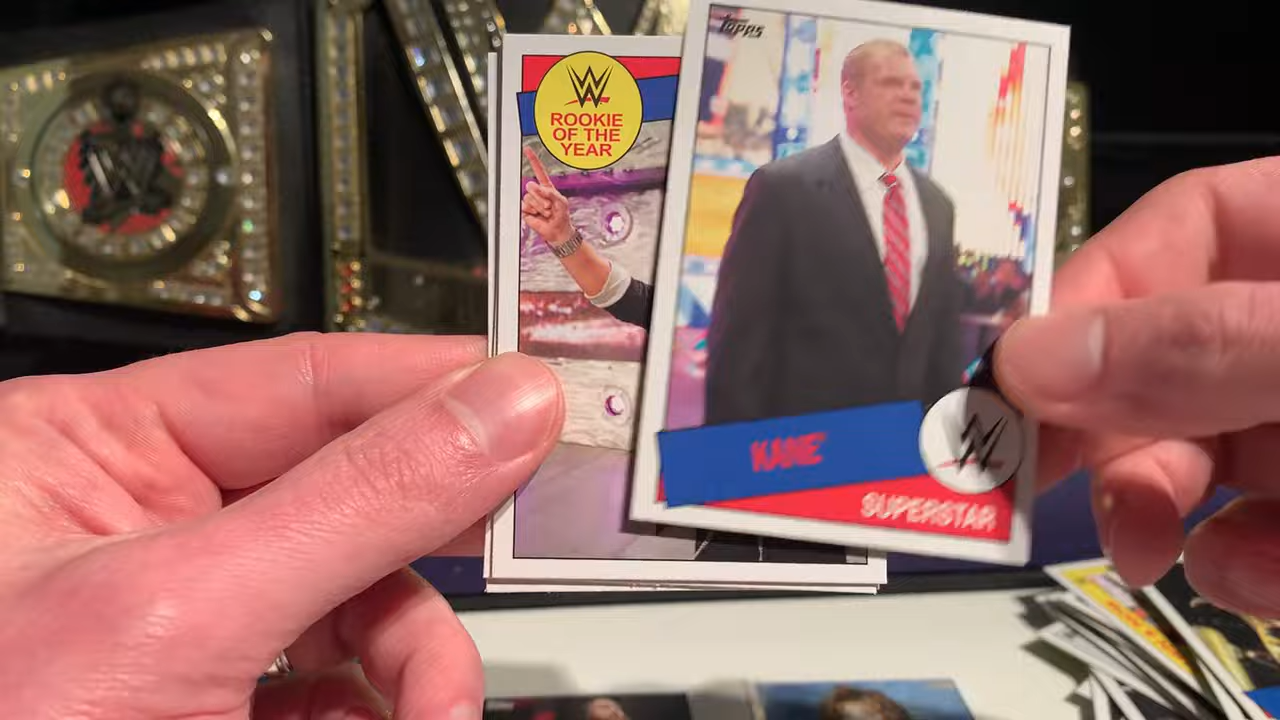 W
ROOKIE
OF THE
YEAR
Topps
KANE
W
SUPERSTAR
W